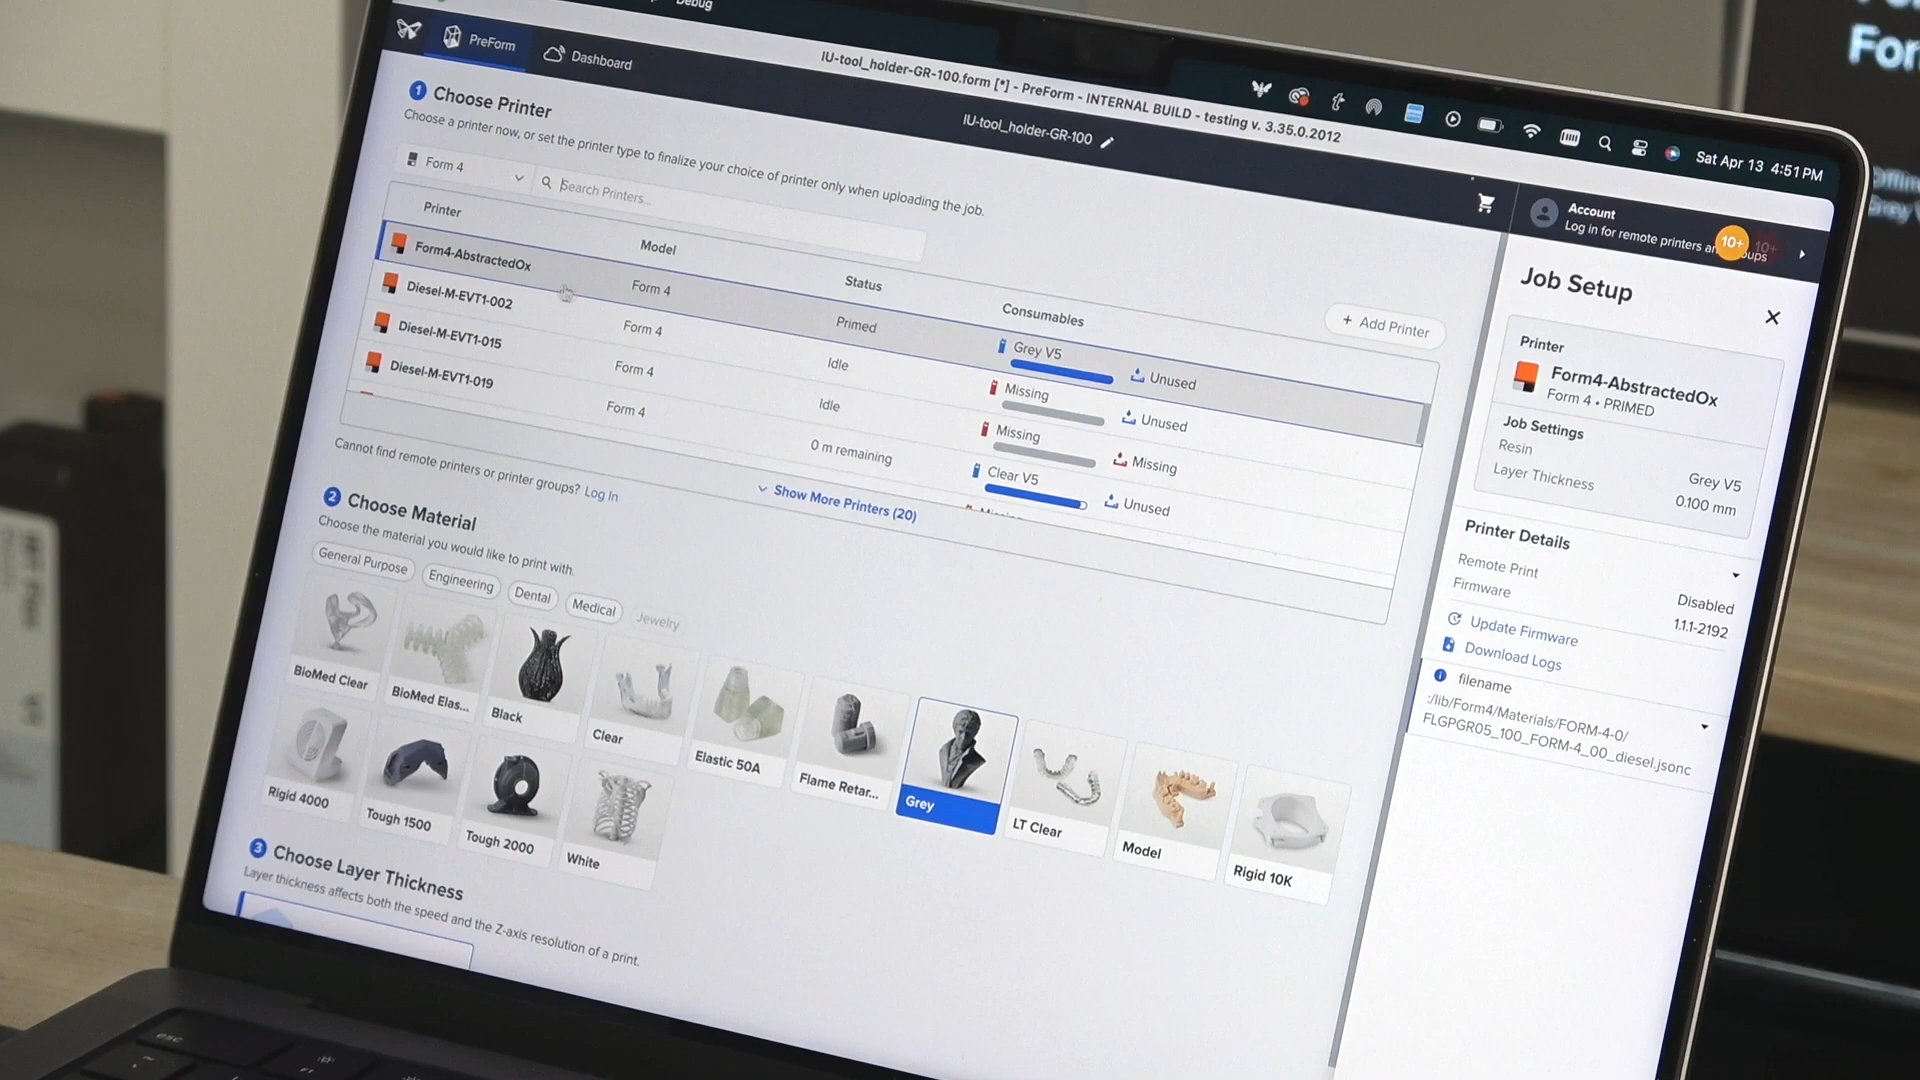 Debug
PreForm
Dashboard
IU-tool_holder-GR-100.form [*] - PreForm - INTERNAL BUILD - testing v. 3.35.0.2012
Sat Apr 13 4:51 PM
IU-tool_holder-GR-100
Account
Log in for remote printers
10+
1 Choose Printer
Choose a printer now, or set the printer type to finalize your choice of printer only when uploading the job.
Form 4
Search Printers...
+ Add Printer
Printer Model Status Consumables
Form4-AbstractedOx Form 4 Primed Grey V5 Unused
Diesel-M-EVT1-002 Form 4 Idle Missing Unused
Diesel-M-EVT1-015 Form 4 Idle Missing Missing
Diesel-M-EVT1-019 Form 4 0 m remaining Clear V5 Unused
Cannot find remote printers or printer groups? Log In
Show More Printers (20)
2 Choose Material
Choose the material you would like to print with.
General Purpose
Engineering
Dental
Medical
Jewelry
BioMed Clear
BioMed Elas...
Black
Clear
Elastic 50A
Flame Retar...
Grey
LT Clear
Model
Rigid 10K
Rigid 4000
Tough 1500
Tough 2000
White
3 Choose Layer Thickness
Layer thickness affects both the speed and the Z-axis resolution of a print.
Job Setup
Printer
Form4-AbstractedOx
Form 4 • PRIMED
Job Settings
Resin Grey V5
Layer Thickness 0.100 mm
Printer Details
Remote Print Disabled
Firmware 1.1.1-2192
Update Firmware
Download Logs
filename
:/lib/Form4/Materials/FORM-4-0/
FLGPGR05_100_FORM-4_00_diesel.jsonc
esc